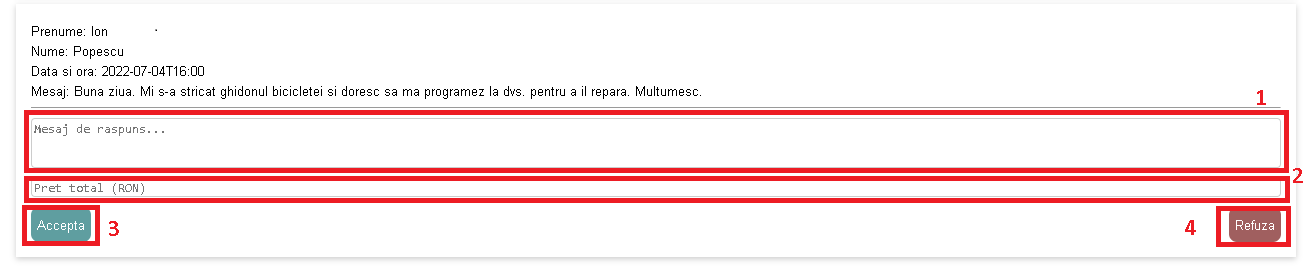 Prenume: Ion
Nume: Popescu
Data si ora: 2022-07-04T16:00
Mesaj: Buna ziua. Mi s-a stricat ghidonul bicicletei si doresc sa ma programez la dvs. pentru a il repara. Multumesc.
1
Mesaj de raspuns...
2
Pret total (RON)
Accepta 3 4 Refuza